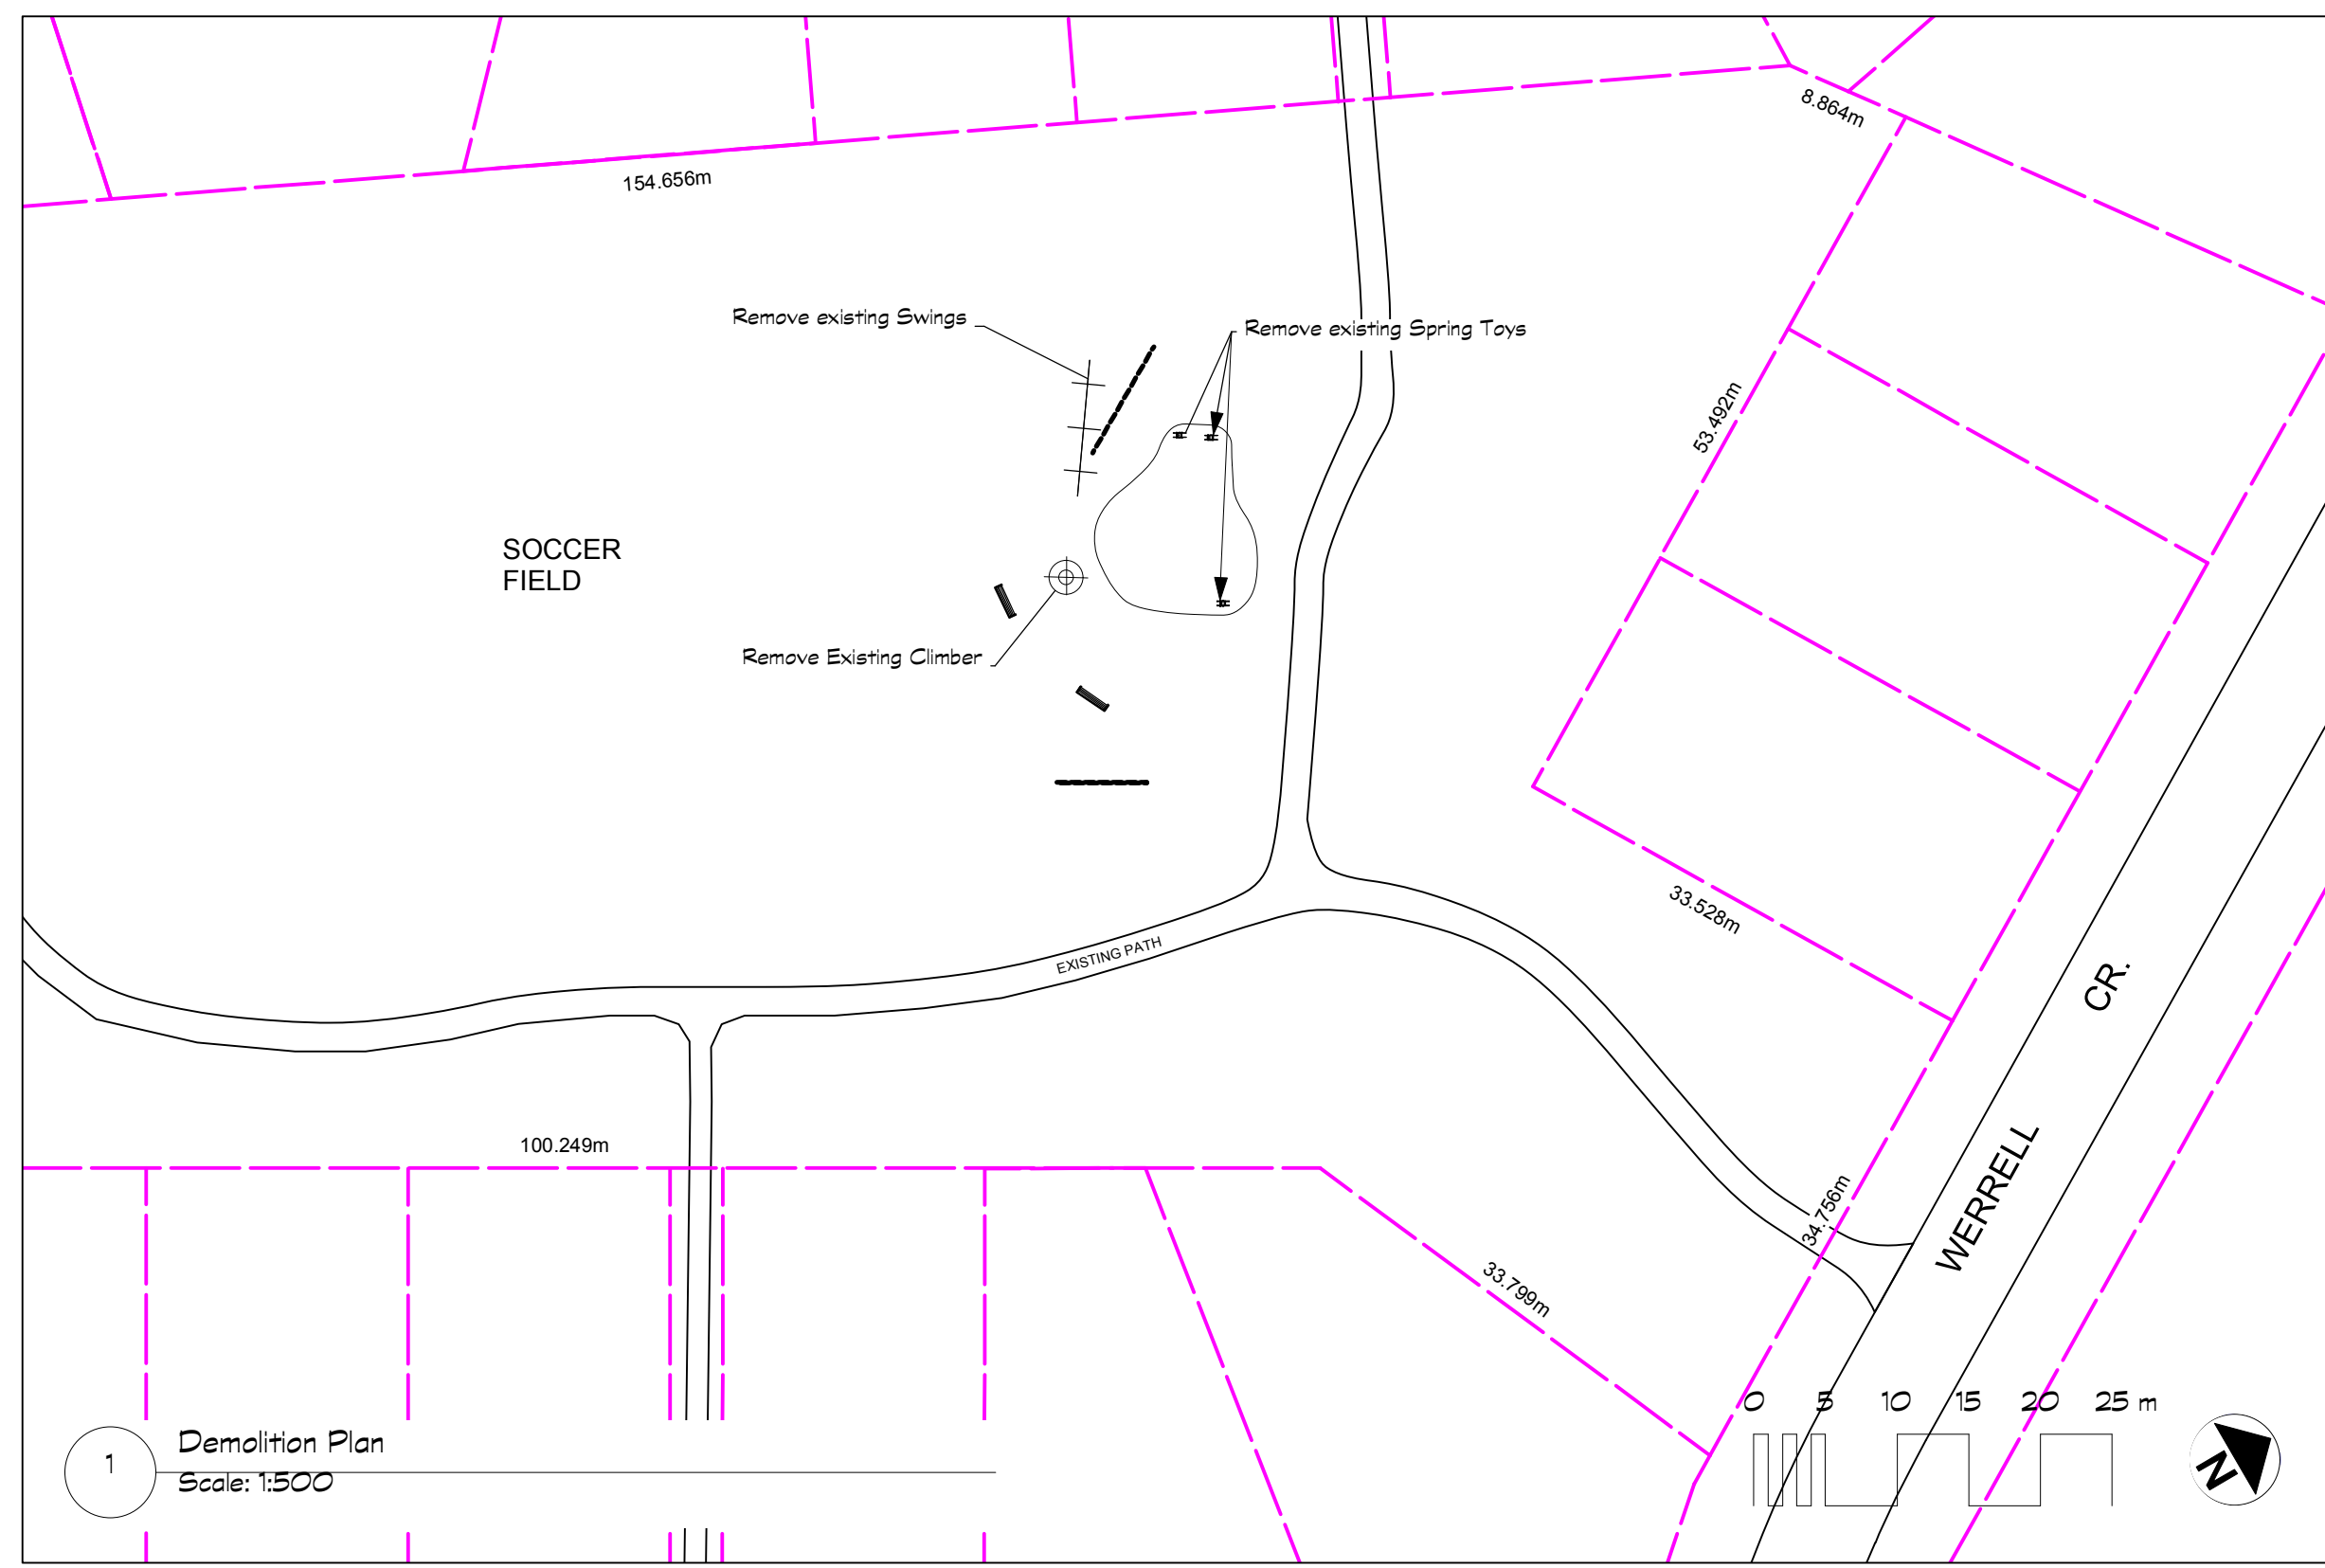 8.864m
154.656m
Remove existing Swings
Remove existing Spring Toys
53.492m
SOCCER
FIELD
Remove Existing Climber
33.528m
EXISTING PATH
WERRELL CR.
100.249m
34.756m
33.799m
0 5 10 15 20 25 m
1
Demolition Plan
Scale: 1:500
N